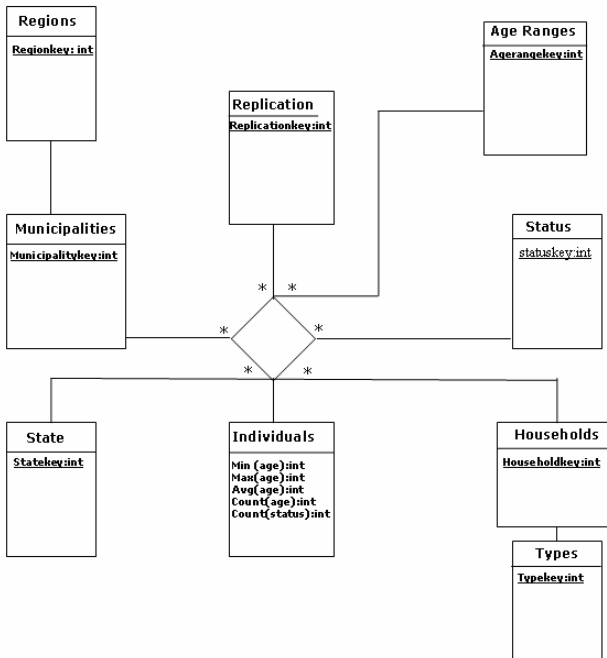 Regions
Regionkey: int
Age Ranges
Agerangekey:int
Replication
Replicationkey:int
Municipalities
Municipalitykey:int
Status
statuskey:int
* *
* *
* *
State
Statekey:int
Individuals
Min (age):int
Max(age):int
Avg(age):int
Count(age):int
Count(status):int
Households
Householdkey:int
Types
Typekey:int